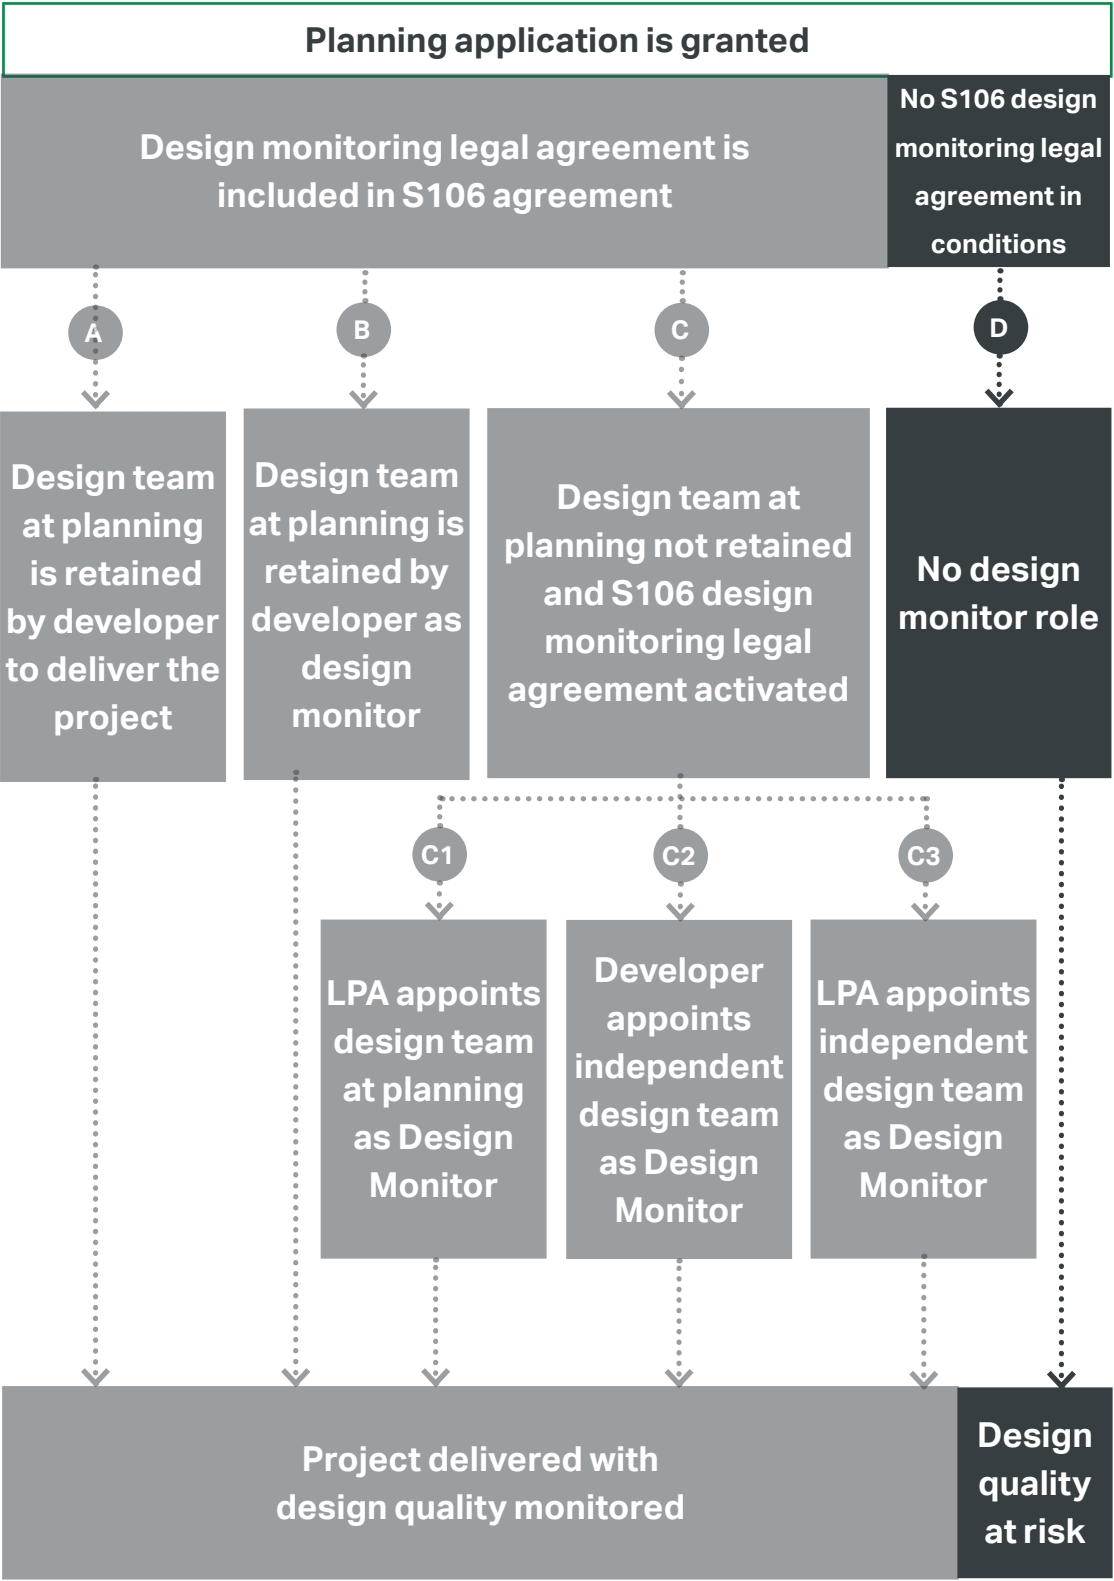 Planning application is granted
Design monitoring legal agreement is
included in S106 agreement
No S106 design
monitoring legal
agreement in
conditions
A
B
C
D
Design team
at planning
is retained
by developer
to deliver the
project
Design team
at planning is
retained by
developer as
design
monitor
Design team at
planning not retained
and S106 design
monitoring legal
agreement activated
No design
monitor role
C1
C2
C3
LPA appoints
design team
at planning
as Design
Monitor
Developer
appoints
independent
design team
as Design
Monitor
LPA appoints
independent
design team
as Design
Monitor
Project delivered with
design quality monitored
Design
quality
at risk